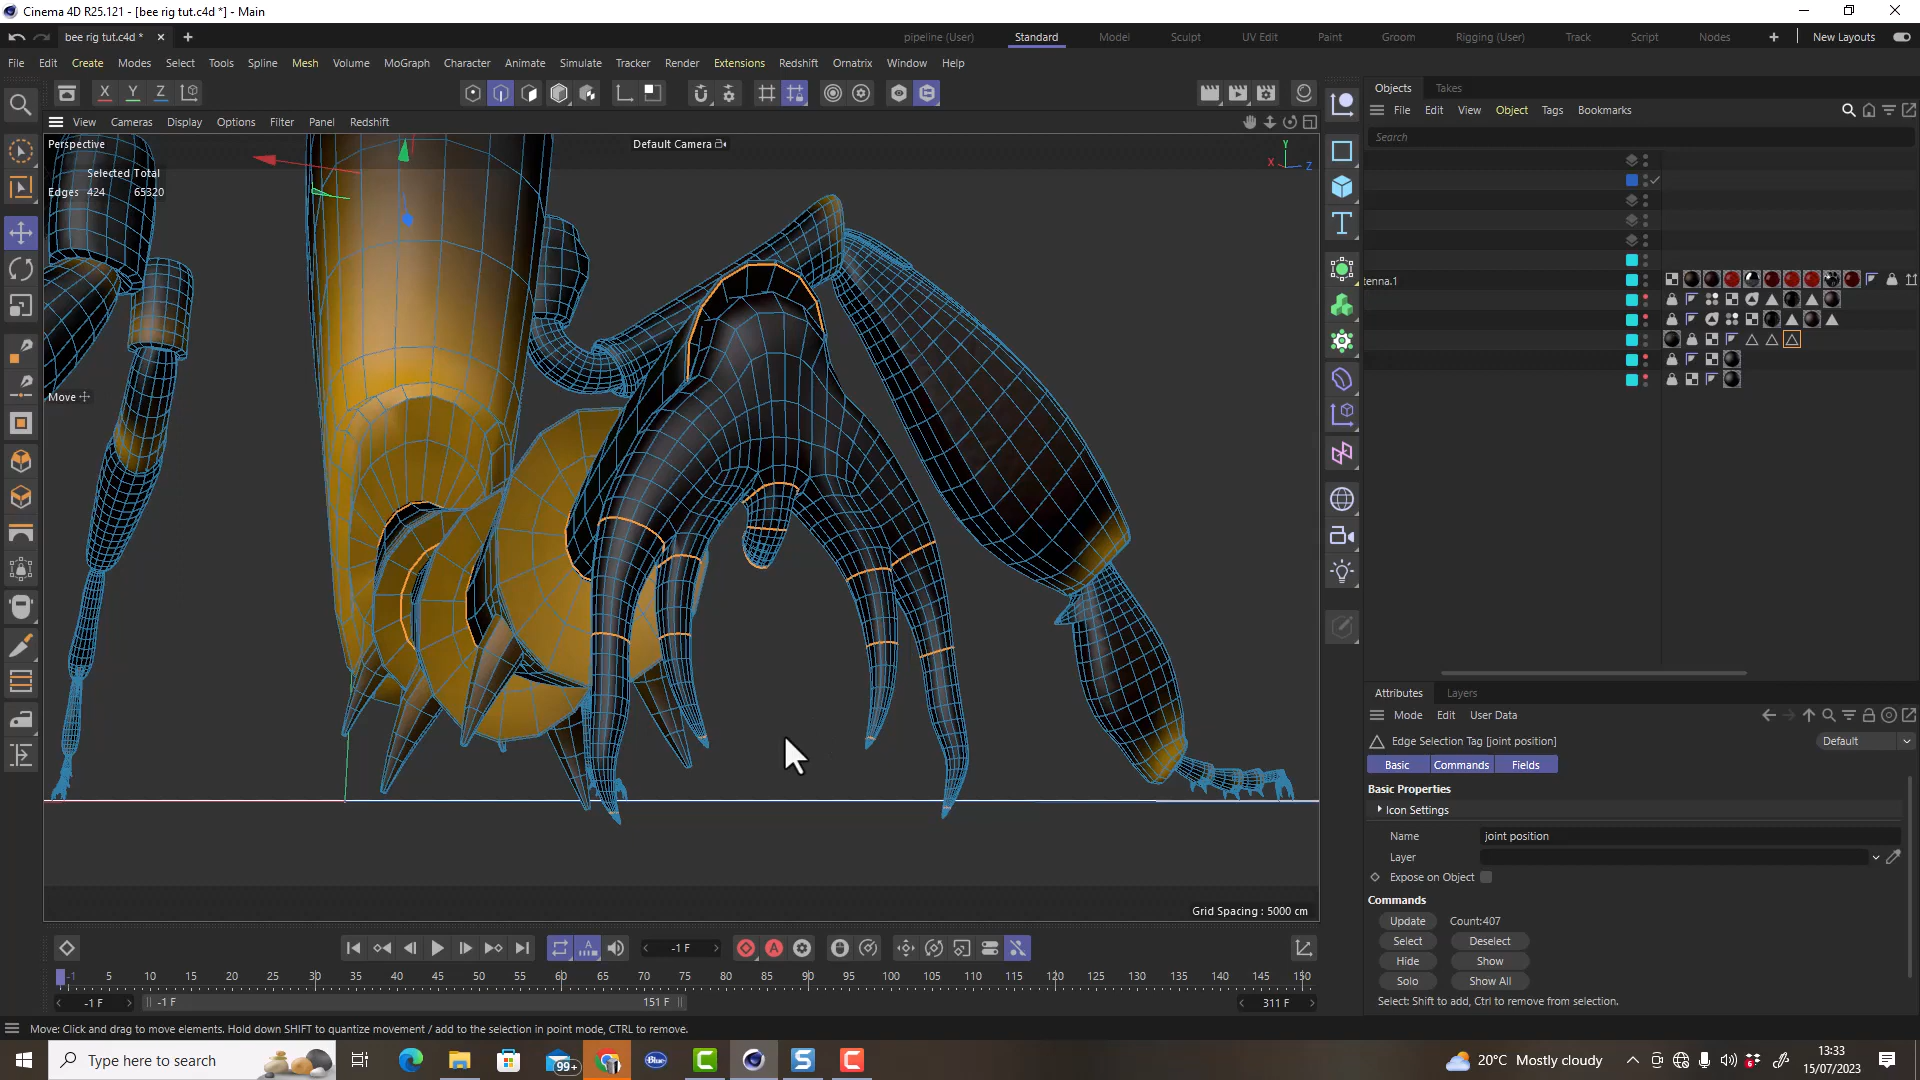 Cinema 4D R25.121 - [bee rig tut.c4d *] - Main
bee rig tut.c4d *
pipeline (User) Standard Model Sculpt UV Edit Paint Groom Rigging (User) Track Script Nodes New Layouts
File Edit Create Modes Select Tools Spline Mesh Volume MoGraph Character Animate Simulate Tracker Render Extensions Redshift Ornatrix Window Help
X Y Z
Objects Takes
View Cameras Display Options Filter Panel Redshift
File Edit View Object Tags Bookmarks
Search
Perspective
Default Camera
Y
X
Z
Selected Total
Edges 424 65320
tenna.1
Move
Attributes Layers
Mode Edit User Data
Edge Selection Tag [joint position]
Default
Basic Commands Fields
Basic Properties
Icon Settings
Name joint position
Layer
Expose on Object
Commands
Grid Spacing : 5000 cm
Update Count:407
Select Deselect
Hide Show
Solo Show All
Select: Shift to add, Ctrl to remove from selection.
-1 F
-1 5 10 15 20 25 30 35 40 45 50 55 60 65 70 75 80 85 90 95 100 105 110 115 120 125 130 135 140 145 150
-1 F -1 F 151 F 311 F
Move: Click and drag to move elements. Hold down SHIFT to quantize movement / add to the selection in point mode, CTRL to remove.
Type here to search
99+
Blue
20°C Mostly cloudy
13:33
15/07/2023